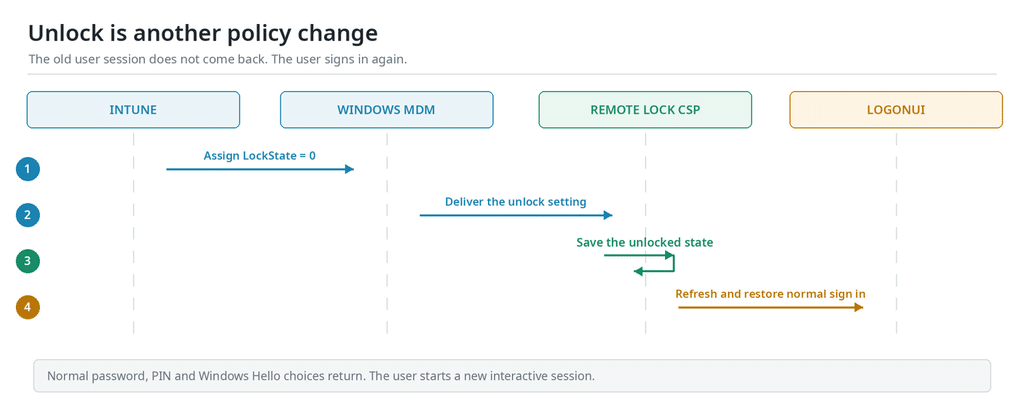 Unlock is another policy change
The old user session does not come back. The user signs in again.
INTUNE
WINDOWS MDM
REMOTE LOCK CSP
LOGONUI
1
Assign LockState = 0
2
Deliver the unlock setting
3
Save the unlocked state
4
Refresh and restore normal sign in
Normal password, PIN and Windows Hello choices return. The user starts a new interactive session.